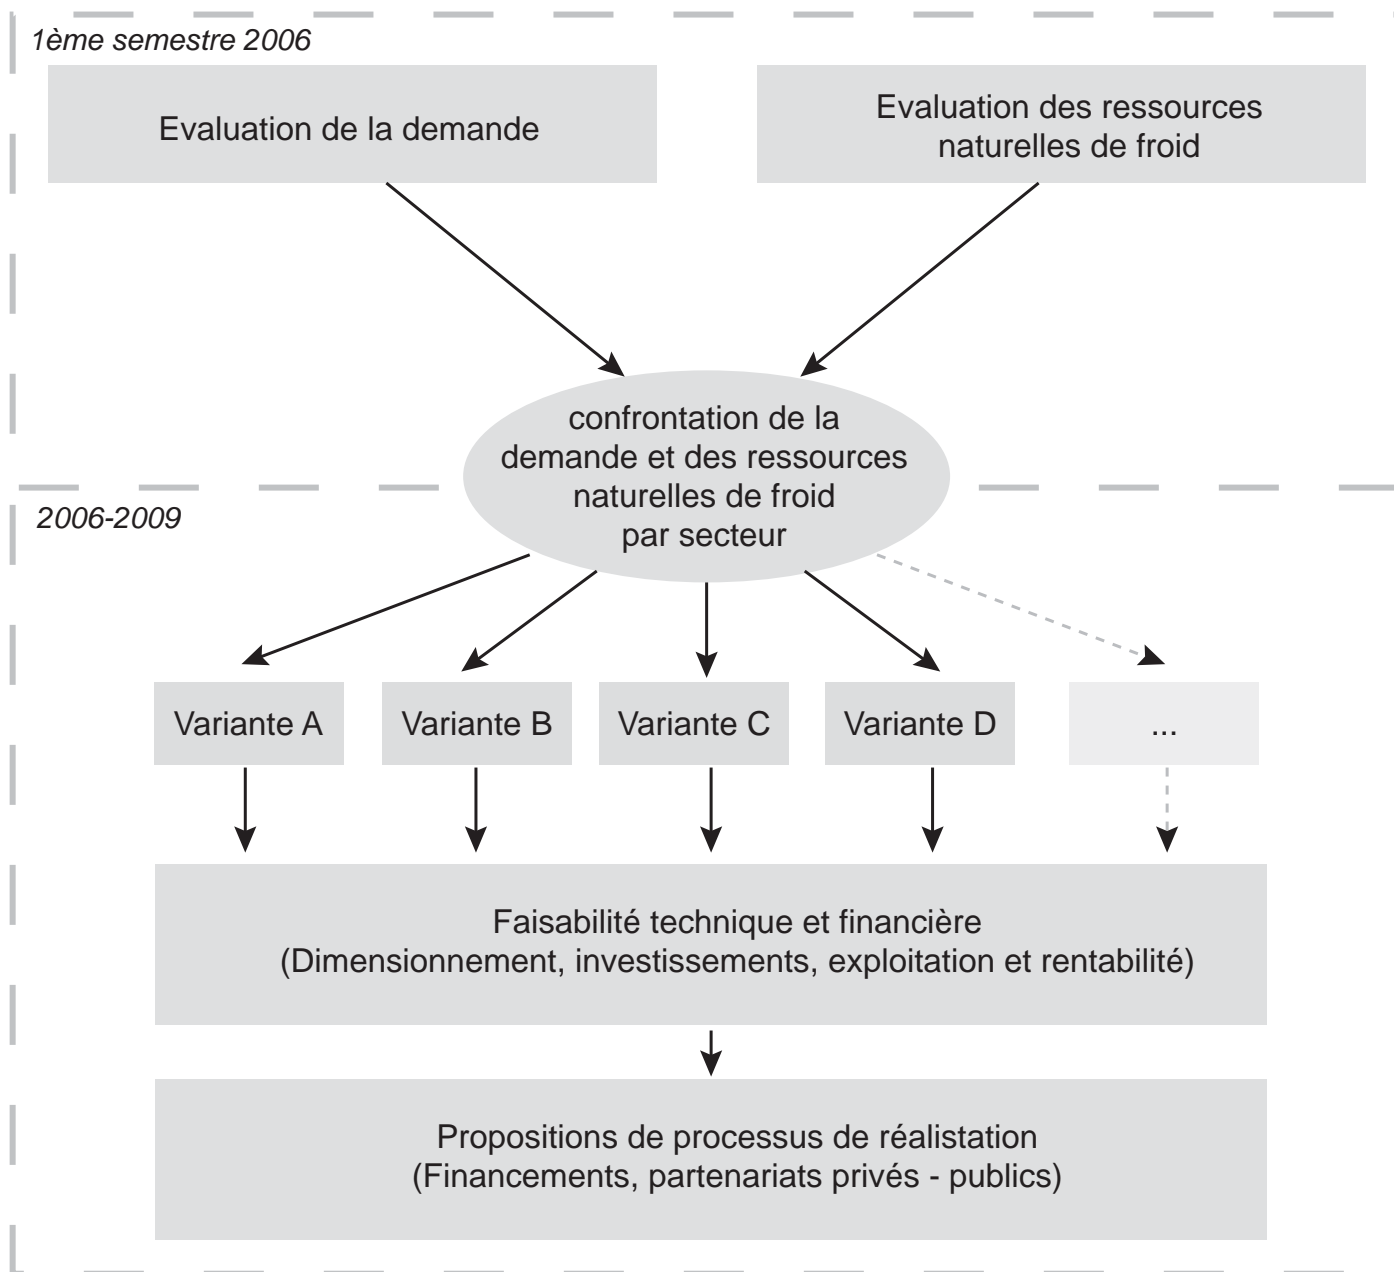 1ème semestre 2006
Evaluation de la demande
Evaluation des ressources
naturelles de froid
confrontation de la
demande et des ressources
naturelles de froid
par secteur
2006-2009
Variante A
Variante B
Variante C
Variante D
...
Faisabilité technique et financière
(Dimensionnement, investissements, exploitation et rentabilité)
Propositions de processus de réalistation
(Financements, partenariats privés - publics)